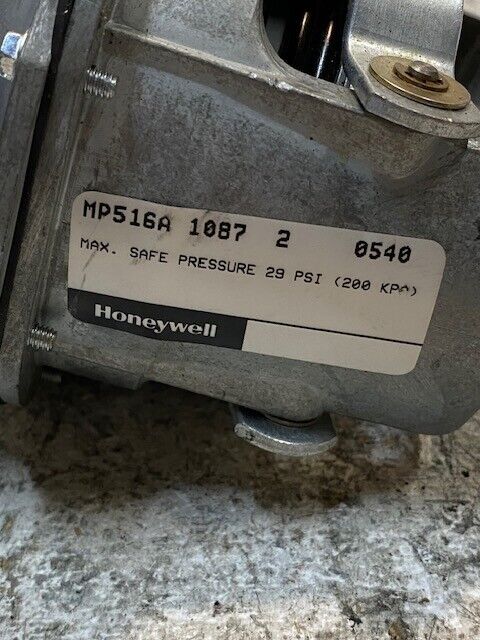 MP516A 1087 2 0540
MAX. SAFE PRESSURE 29 PSI (200 KPA)
Honeywell